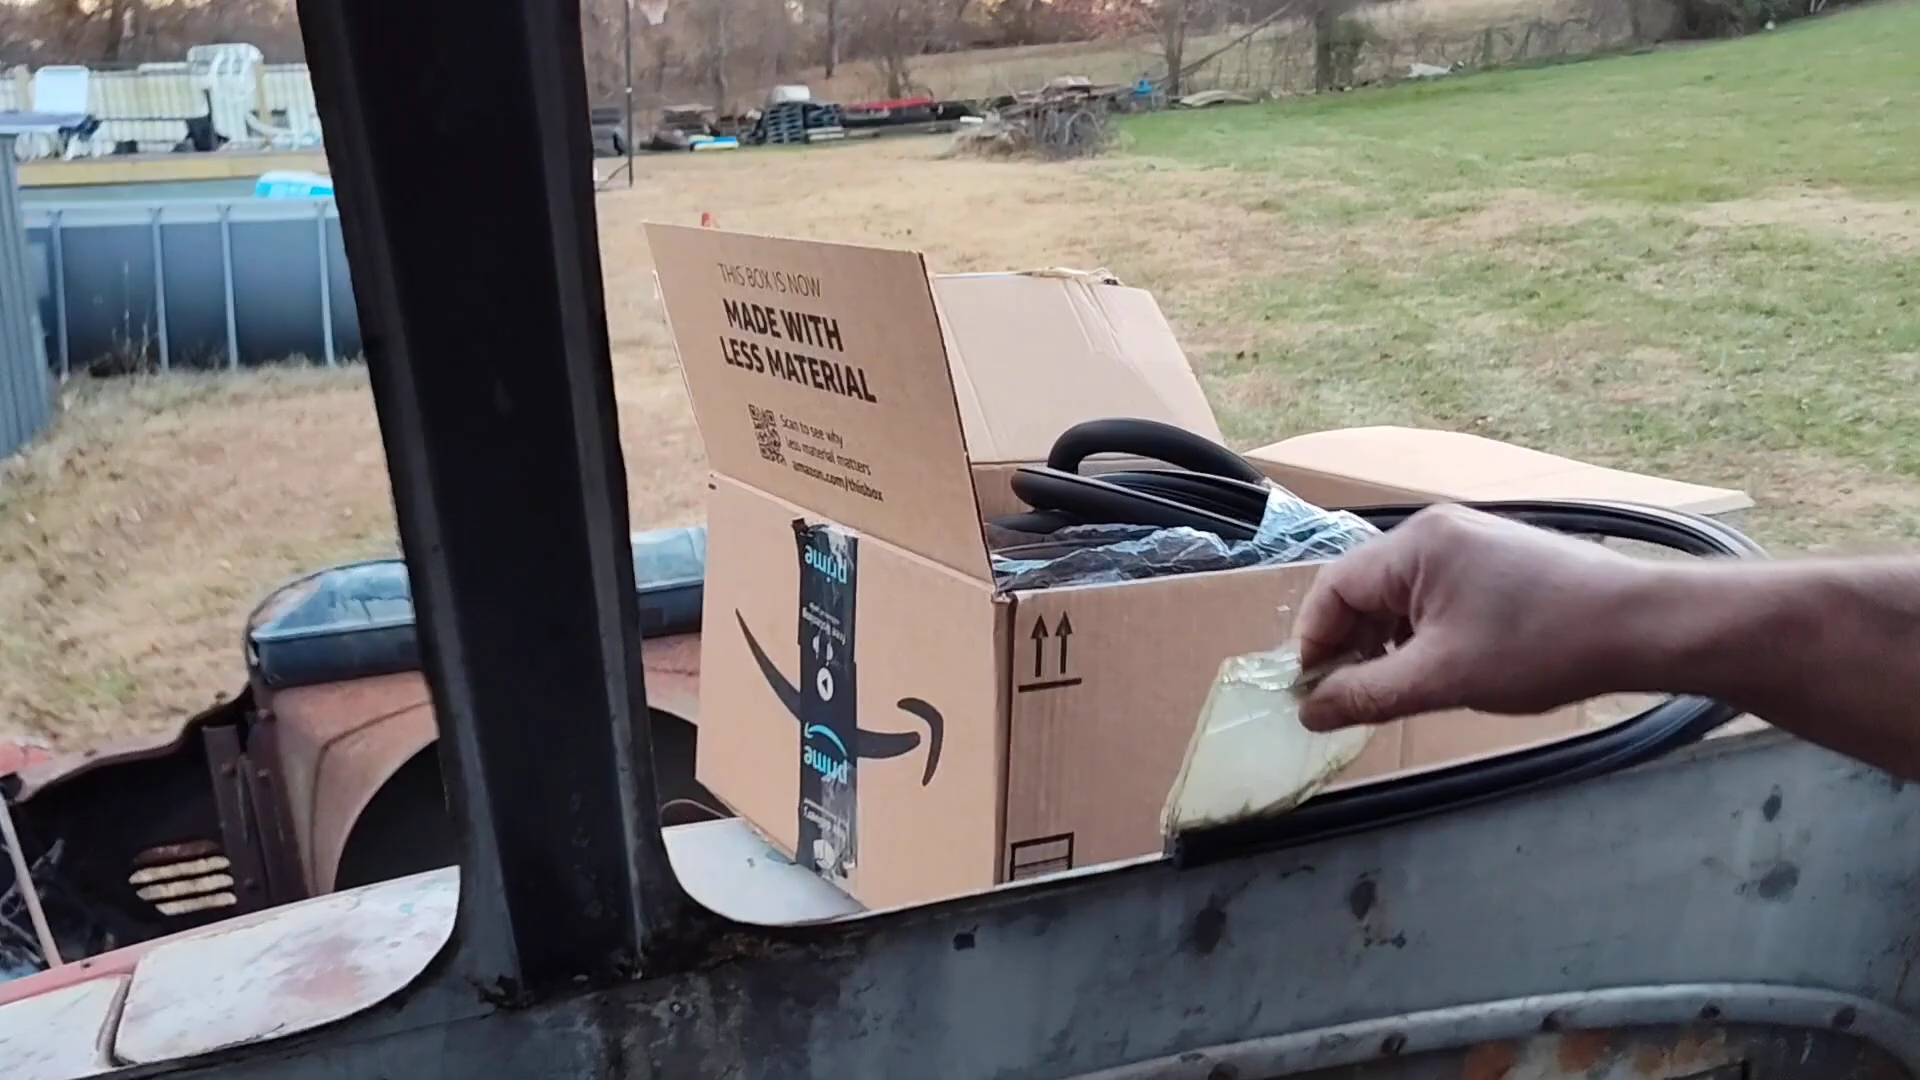 THIS BOX IS NOW
MADE WITH
LESS MATERIAL
Scan to see why
less material matters
amazon.com/thisbox
prime
prime